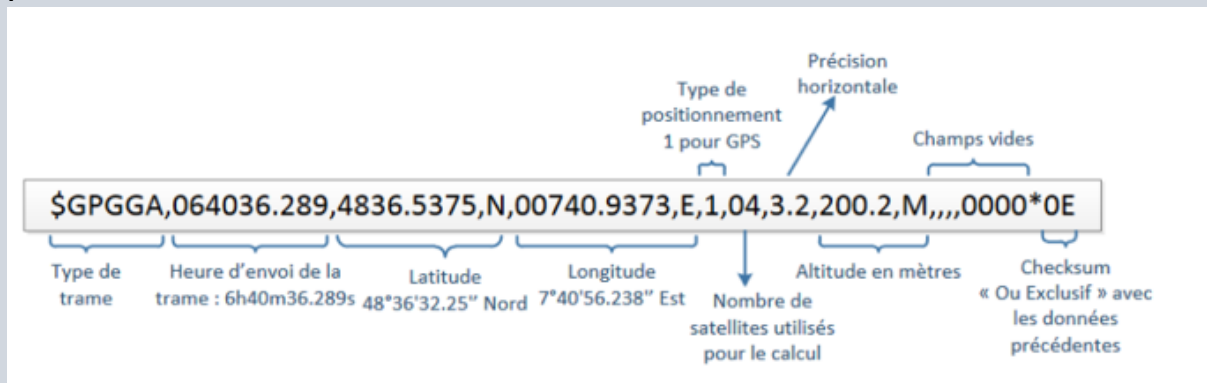 Précision
horizontale
Type de
positionnement
1 pour GPS
Champs vides
$GPGGA,064036.289,4836.5375,N,00740.9373,E,1,04,3.2,200.2,M,,,,0000*0E
Type de
trame
Heure d'envoi de la
trame : 6h40m36.289s
Latitude
48°36'32.25" Nord
Longitude
7°40'56.238" Est
Nombre de
satellites utilisés
pour le calcul
Altitude en mètres
Checksum
« Ou Exclusif » avec
les données
précédentes